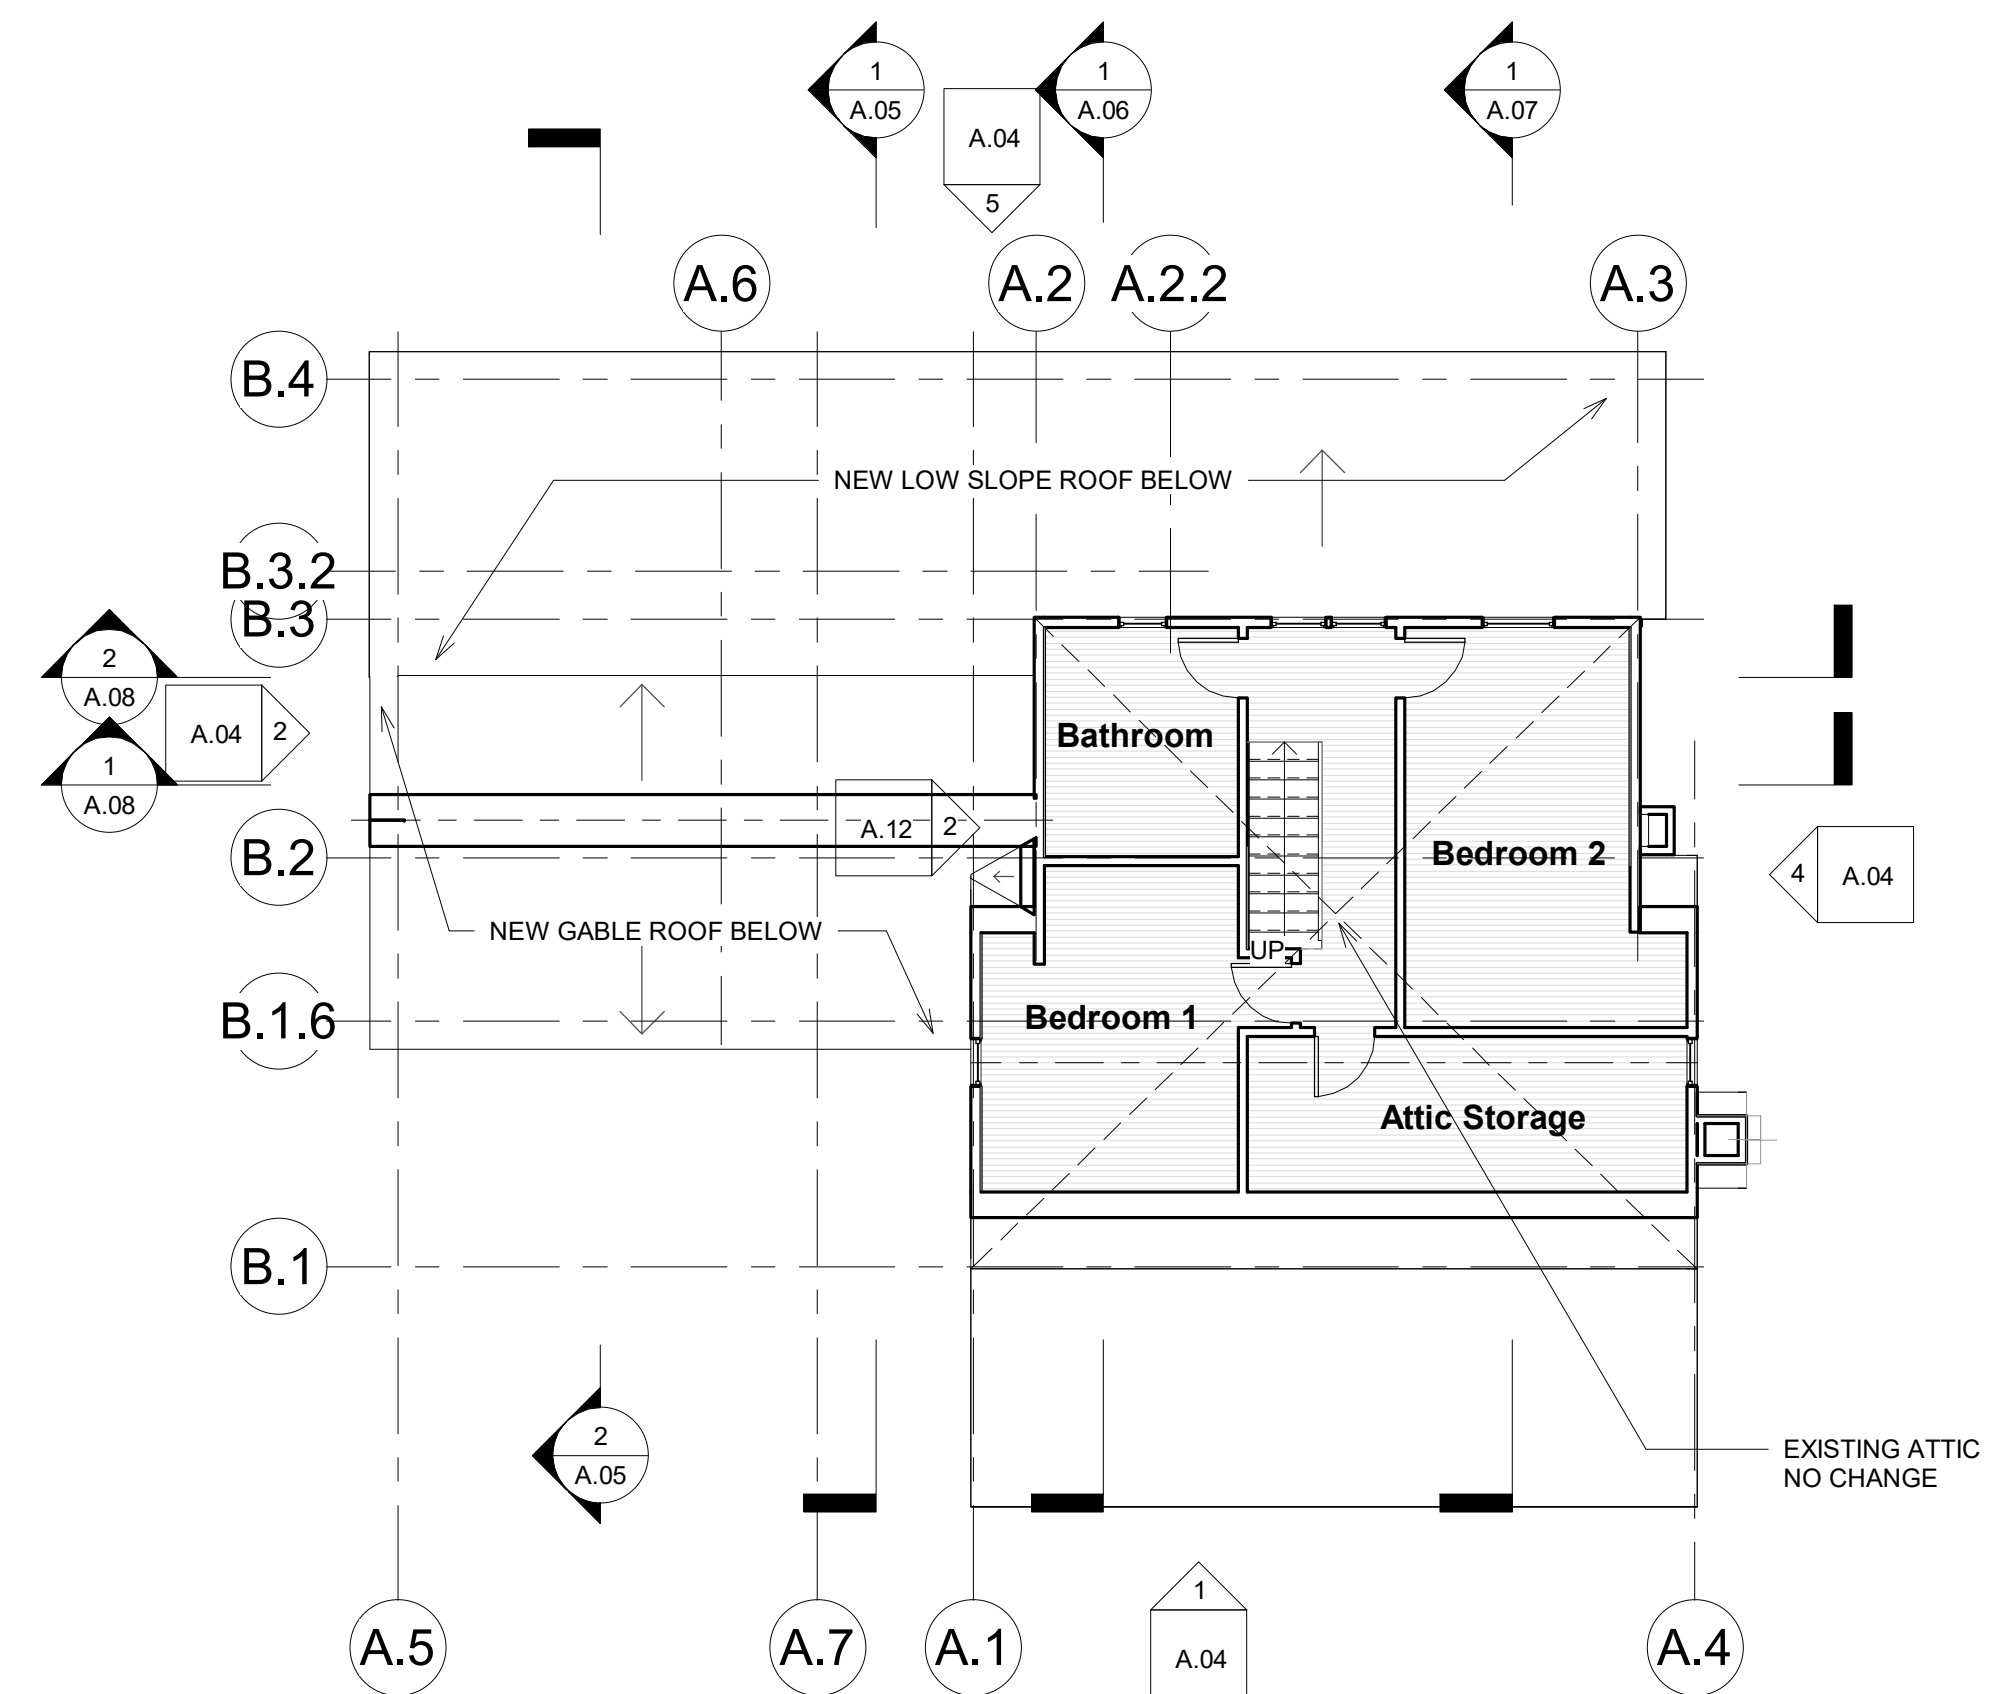 1
A.05
1
A.06
1
A.07
A.04
5
A.6
A.2
A.2.2
A.3
B.4
NEW LOW SLOPE ROOF BELOW
B.3.2
B.3
2
A.08
A.04
2
1
A.08
Bathroom
A.12
2
B.2
Bedroom 2
4
A.04
NEW GABLE ROOF BELOW
UP
B.1.6
Bedroom 1
Attic Storage
B.1
2
A.05
EXISTING ATTIC
NO CHANGE
1
A.04
A.5
A.7
A.1
A.4